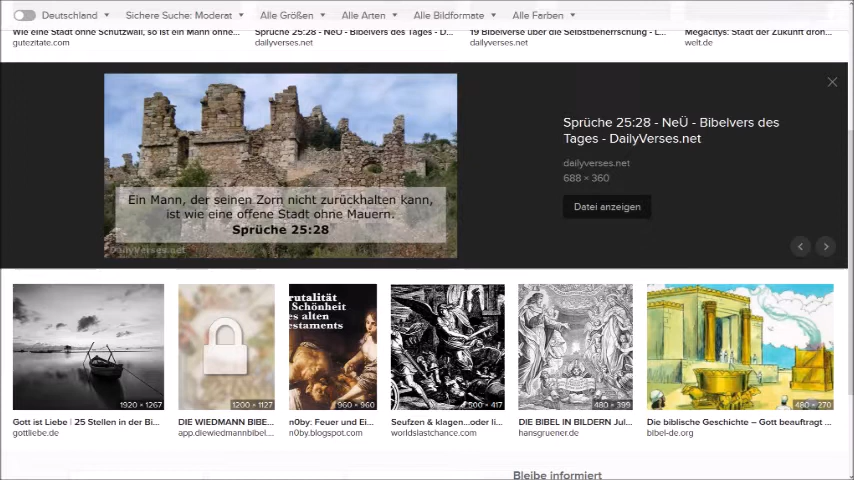 Deutschland Sichere Suche: Moderat Alle Größen Alle Arten Alle Bildformate Alle Farben
Wie eine Stadt ohne Schutzwall, so ist ein Mann ohne... Sprüche 25:28 - NeÜ - Bibelvers des Tages - D... 19 Bibelverse über die Selbstbeherrschung - L... Megacitys: Stadt der Zukunft droh...
gutezitate.com dailyverses.net dailyverses.net welt.de
Ein Mann, der seinen Zorn nicht zurückhalten kann,
ist wie eine offene Stadt ohne Mauern.
Sprüche 25:28
DailyVerses.net
Sprüche 25:28 - NeÜ - Bibelvers des
Tages - DailyVerses.net
dailyverses.net
688 × 360
Datei anzeigen
rutalität
Schönheit
es alten
estaments
1920 × 1267 1200 × 1127 960 × 960 500 × 417 480 × 399 480 × 270
Gott ist Liebe | 25 Stellen in der Bi... DIE WIEDMANN BIBE... n0by: Feuer und Ei... Seufzen & klagen...oder li... DIE BIBEL IN BILDERN Jul... Die biblische Geschichte – Gott beauftragt ...
gottliebe.de app.diewiedmannbibel... n0by.blogspot.com worldslastchance.com hansgruener.de bibel-de.org
Bleibe informiert